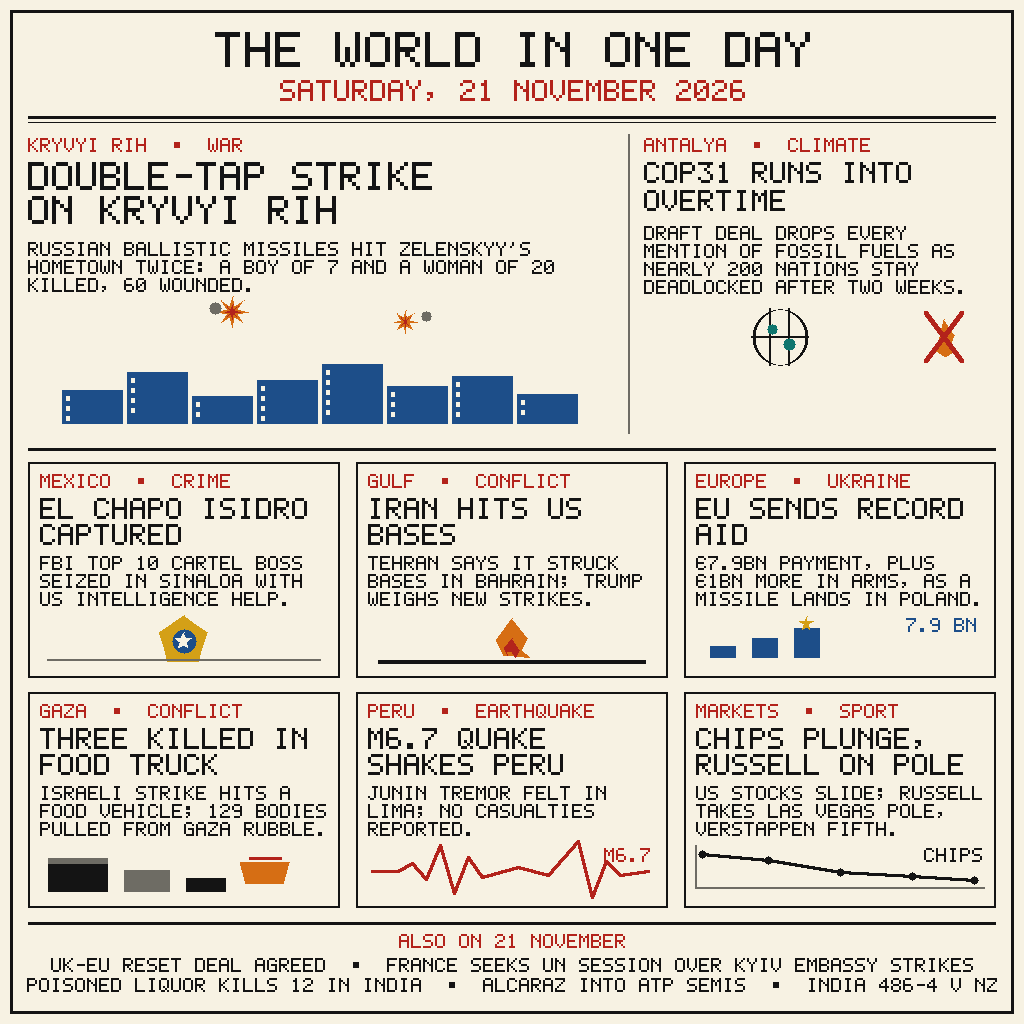 THE WORLD IN ONE DAY
SATURDAY, 21 NOVEMBER 2026
KRYVYI RIH ▪ WAR
DOUBLE-TAP STRIKE
ON KRYVYI RIH
RUSSIAN BALLISTIC MISSILES HIT ZELENSKYY'S
HOMETOWN TWICE: A BOY OF 7 AND A WOMAN OF 20
KILLED, 60 WOUNDED.
ANTALYA ▪ CLIMATE
COP31 RUNS INTO
OVERTIME
DRAFT DEAL DROPS EVERY
MENTION OF FOSSIL FUELS AS
NEARLY 200 NATIONS STAY
DEADLOCKED AFTER TWO WEEKS.
MEXICO ▪ CRIME
EL CHAPO ISIDRO
CAPTURED
FBI TOP 10 CARTEL BOSS
SEIZED IN SINALOA WITH
US INTELLIGENCE HELP.
GULF ▪ CONFLICT
IRAN HITS US
BASES
TEHRAN SAYS IT STRUCK
BASES IN BAHRAIN; TRUMP
WEIGHS NEW STRIKES.
EUROPE ▪ UKRAINE
EU SENDS RECORD
AID
€7.9BN PAYMENT, PLUS
€1BN MORE IN ARMS, AS A
MISSILE LANDS IN POLAND.
7.9 BN
GAZA ▪ CONFLICT
THREE KILLED IN
FOOD TRUCK
ISRAELI STRIKE HITS A
FOOD VEHICLE; 129 BODIES
PULLED FROM GAZA RUBBLE.
PERU ▪ EARTHQUAKE
M6.7 QUAKE
SHAKES PERU
JUNIN TREMOR FELT IN
LIMA; NO CASUALTIES
REPORTED.
M6.7
MARKETS ▪ SPORT
CHIPS PLUNGE,
RUSSELL ON POLE
US STOCKS SLIDE; RUSSELL
TAKES LAS VEGAS POLE,
VERSTAPPEN FIFTH.
CHIPS
ALSO ON 21 NOVEMBER
UK-EU RESET DEAL AGREED ▪ FRANCE SEEKS UN SESSION OVER KYIV EMBASSY STRIKES
POISONED LIQUOR KILLS 12 IN INDIA ▪ ALCARAZ INTO ATP SEMIS ▪ INDIA 486-4 V NZ